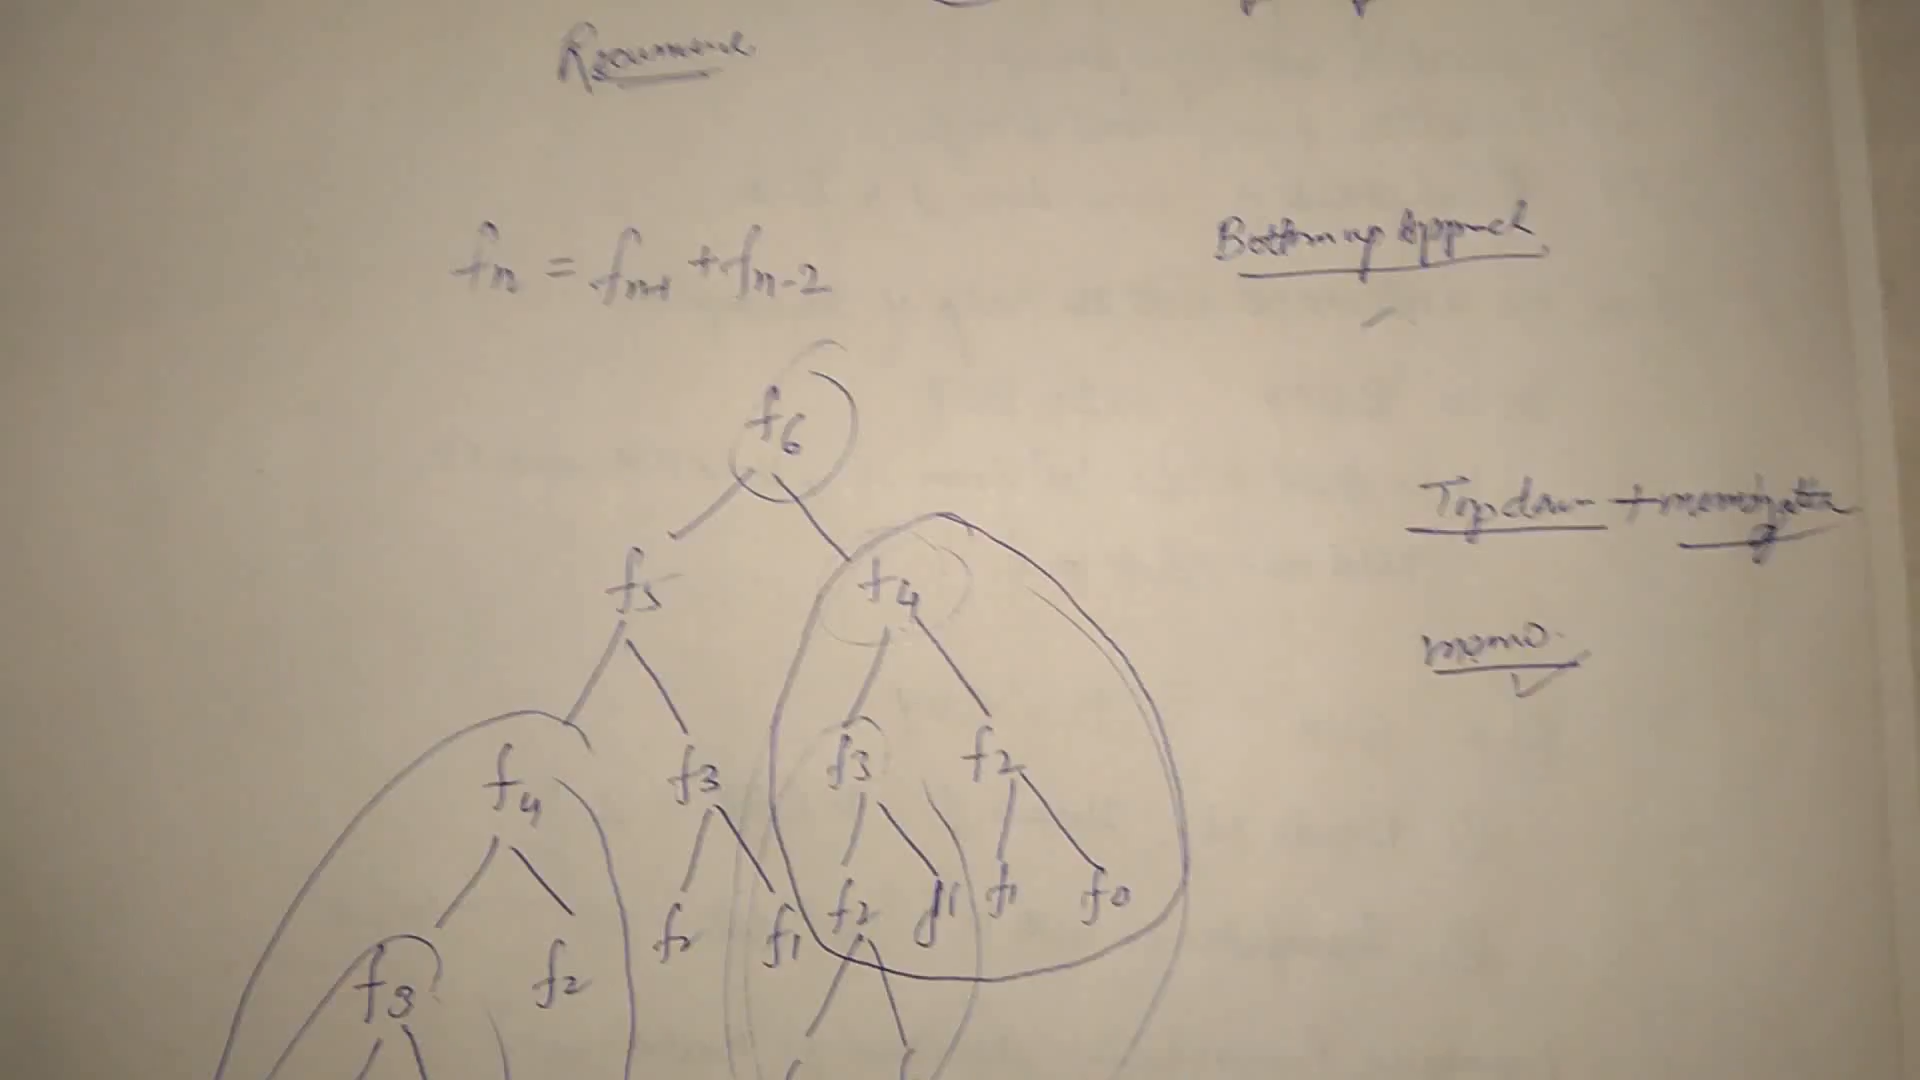 fn = fn-1 + fn-2
Bottom up Approach
f6
Top down + memoization
f5 f4
memo.
f4 f3 f3 f2
f2 f1 f2 f1 f1 f0
f3 f2